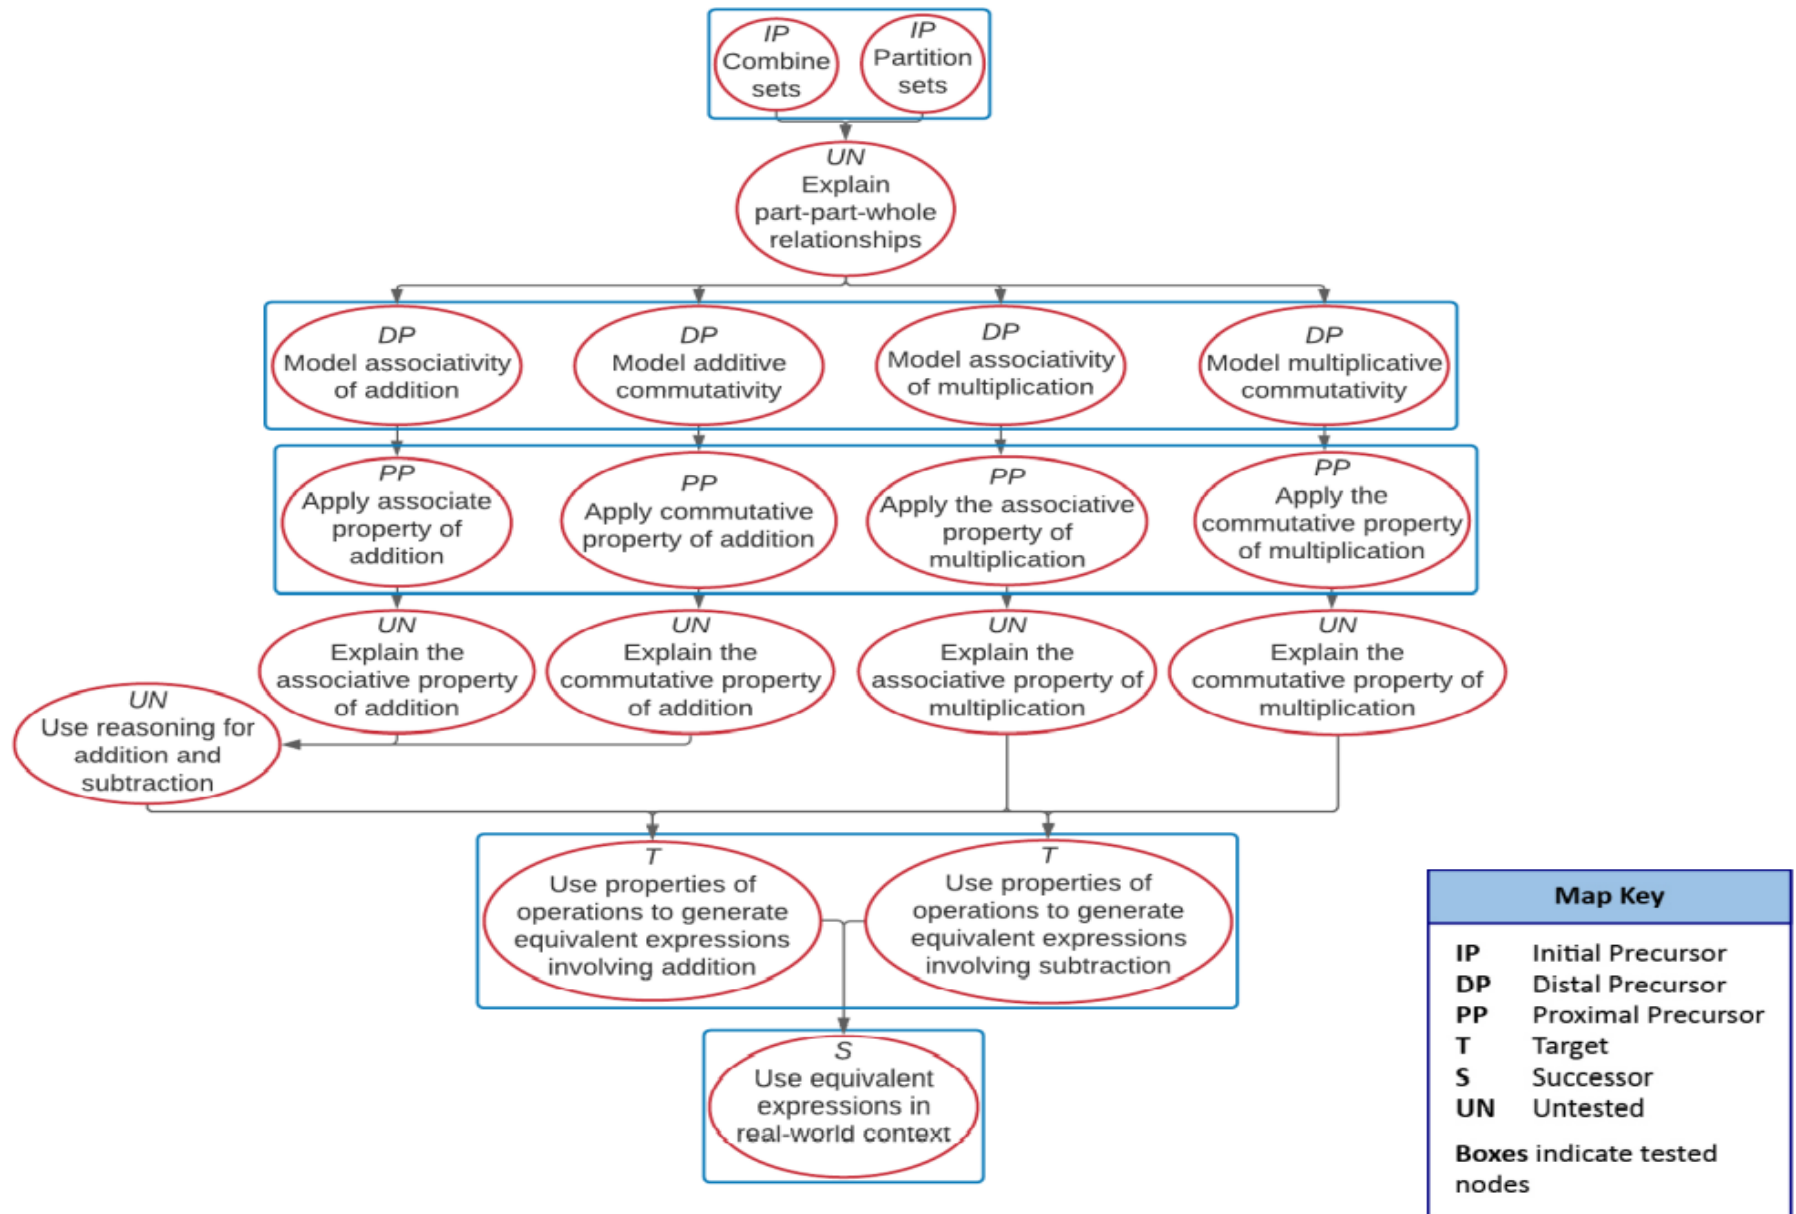 IP
Combine
sets
IP
Partition
sets
UN
Explain
part-part-whole
relationships
DP
Model associativity
of addition
DP
Model additive
commutativity
DP
Model associativity
of multiplication
DP
Model multiplicative
commutativity
PP
Apply associate
property of
addition
PP
Apply commutative
property of addition
PP
Apply the associative
property of
multiplication
PP
Apply the
commutative property
of multiplication
UN
Explain the
associative property
of addition
UN
Explain the
commutative property
of addition
UN
Explain the
associative property of
multiplication
UN
Explain the
commutative property of
multiplication
UN
Use reasoning for
addition and
subtraction
T
Use properties of
operations to generate
equivalent expressions
involving addition
T
Use properties of
operations to generate
equivalent expressions
involving subtraction
S
Use equivalent
expressions in
real-world context
Map Key
IP Initial Precursor
DP Distal Precursor
PP Proximal Precursor
T Target
S Successor
UN Untested
Boxes indicate tested
nodes